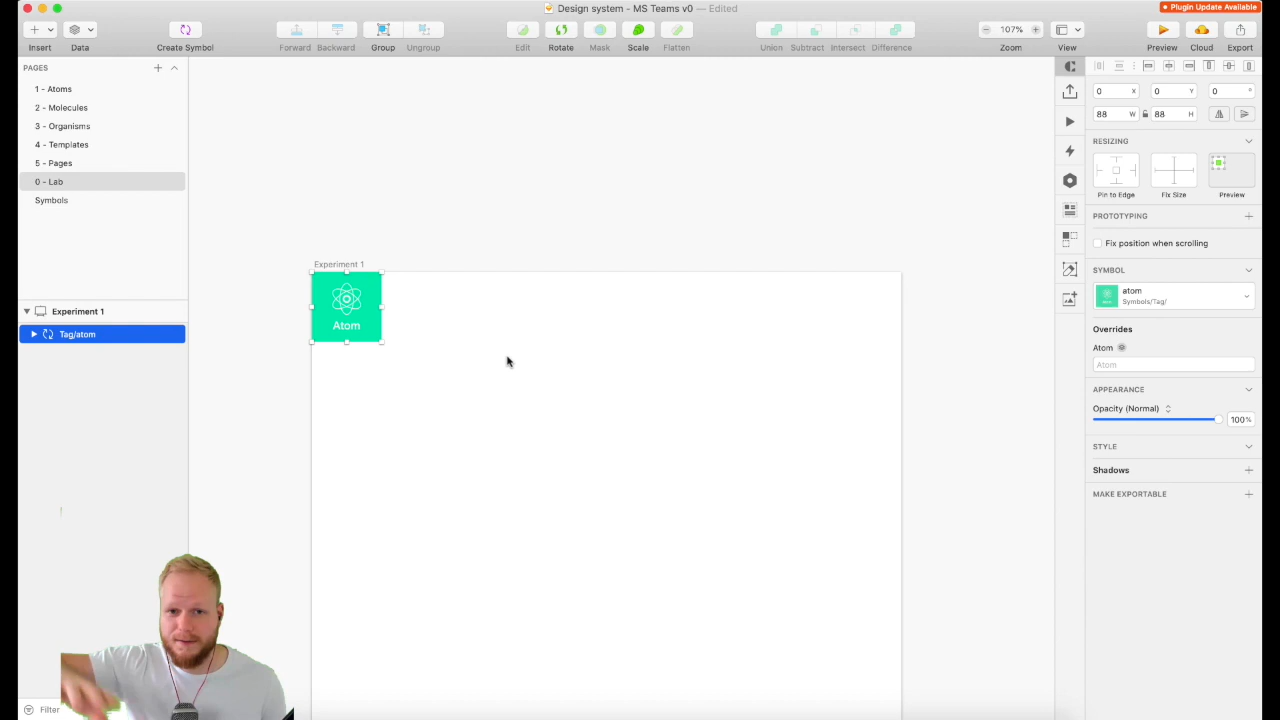 Design system - MS Teams v0 — Edited
Plugin Update Available
Insert
Data
Create Symbol
Forward
Backward
Group
Ungroup
Edit
Rotate
Mask
Scale
Flatten
Union
Subtract
Intersect
Difference
107%
Zoom
View
Preview
Cloud
Export
PAGES
1 - Atoms
2 - Molecules
3 - Organisms
4 - Templates
5 - Pages
0 - Lab
Symbols
Experiment 1
Tag/atom
Filter
Experiment 1
Atom
0 X 0 Y 0 °
88 W 88 H
RESIZING
Pin to Edge Fix Size Preview
PROTOTYPING
Fix position when scrolling
SYMBOL
atom
Symbols/Tag/
Overrides
Atom
Atom
APPEARANCE
Opacity (Normal)
100%
STYLE
Shadows
MAKE EXPORTABLE